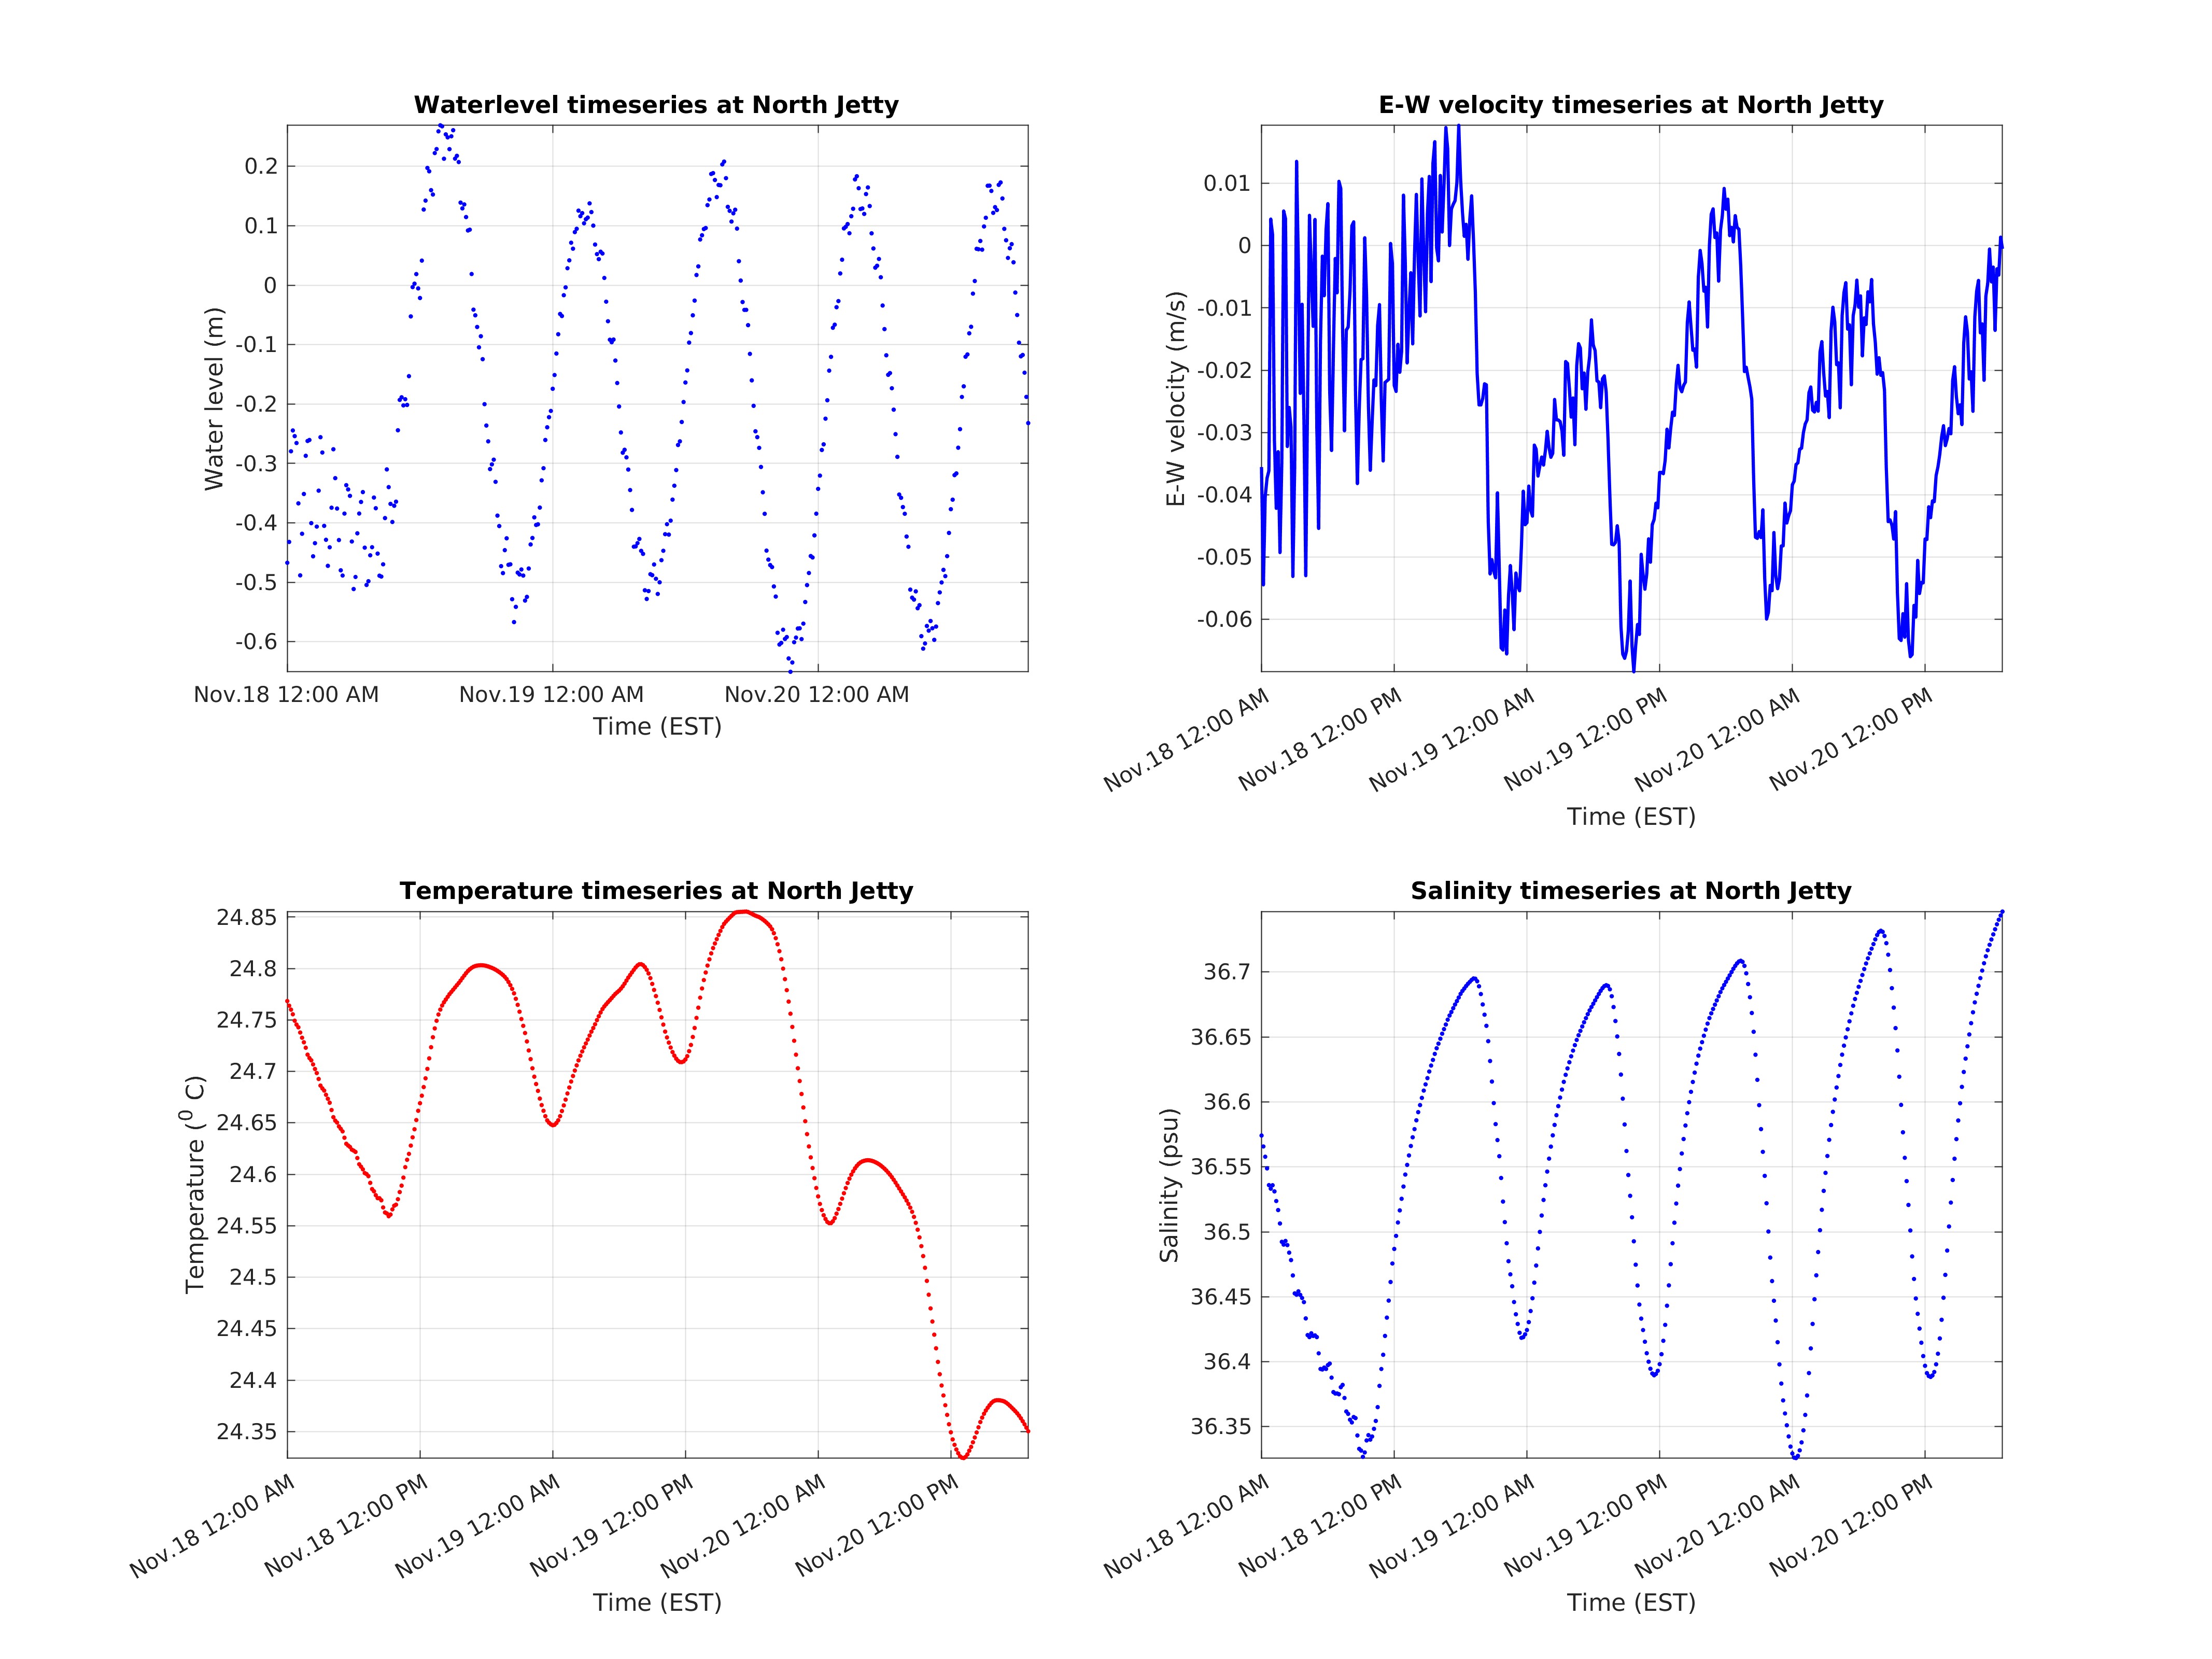 Waterlevel timeseries at North Jetty
Water level (m)
0.2
0.1
0
-0.1
-0.2
-0.3
-0.4
-0.5
-0.6
Nov.18 12:00 AM Nov.19 12:00 AM Nov.20 12:00 AM
Time (EST)
E-W velocity timeseries at North Jetty
E-W velocity (m/s)
0.01
0
-0.01
-0.02
-0.03
-0.04
-0.05
-0.06
Nov.18 12:00 AM
Nov.18 12:00 PM
Nov.19 12:00 AM
Nov.19 12:00 PM
Nov.20 12:00 AM
Nov.20 12:00 PM
Time (EST)
Temperature timeseries at North Jetty
Temperature (⁰ C)
24.85
24.8
24.75
24.7
24.65
24.6
24.55
24.5
24.45
24.4
24.35
Nov.18 12:00 AM
Nov.18 12:00 PM
Nov.19 12:00 AM
Nov.19 12:00 PM
Nov.20 12:00 AM
Nov.20 12:00 PM
Time (EST)
Salinity timeseries at North Jetty
Salinity (psu)
36.7
36.65
36.6
36.55
36.5
36.45
36.4
36.35
Nov.18 12:00 AM
Nov.18 12:00 PM
Nov.19 12:00 AM
Nov.19 12:00 PM
Nov.20 12:00 AM
Nov.20 12:00 PM
Time (EST)